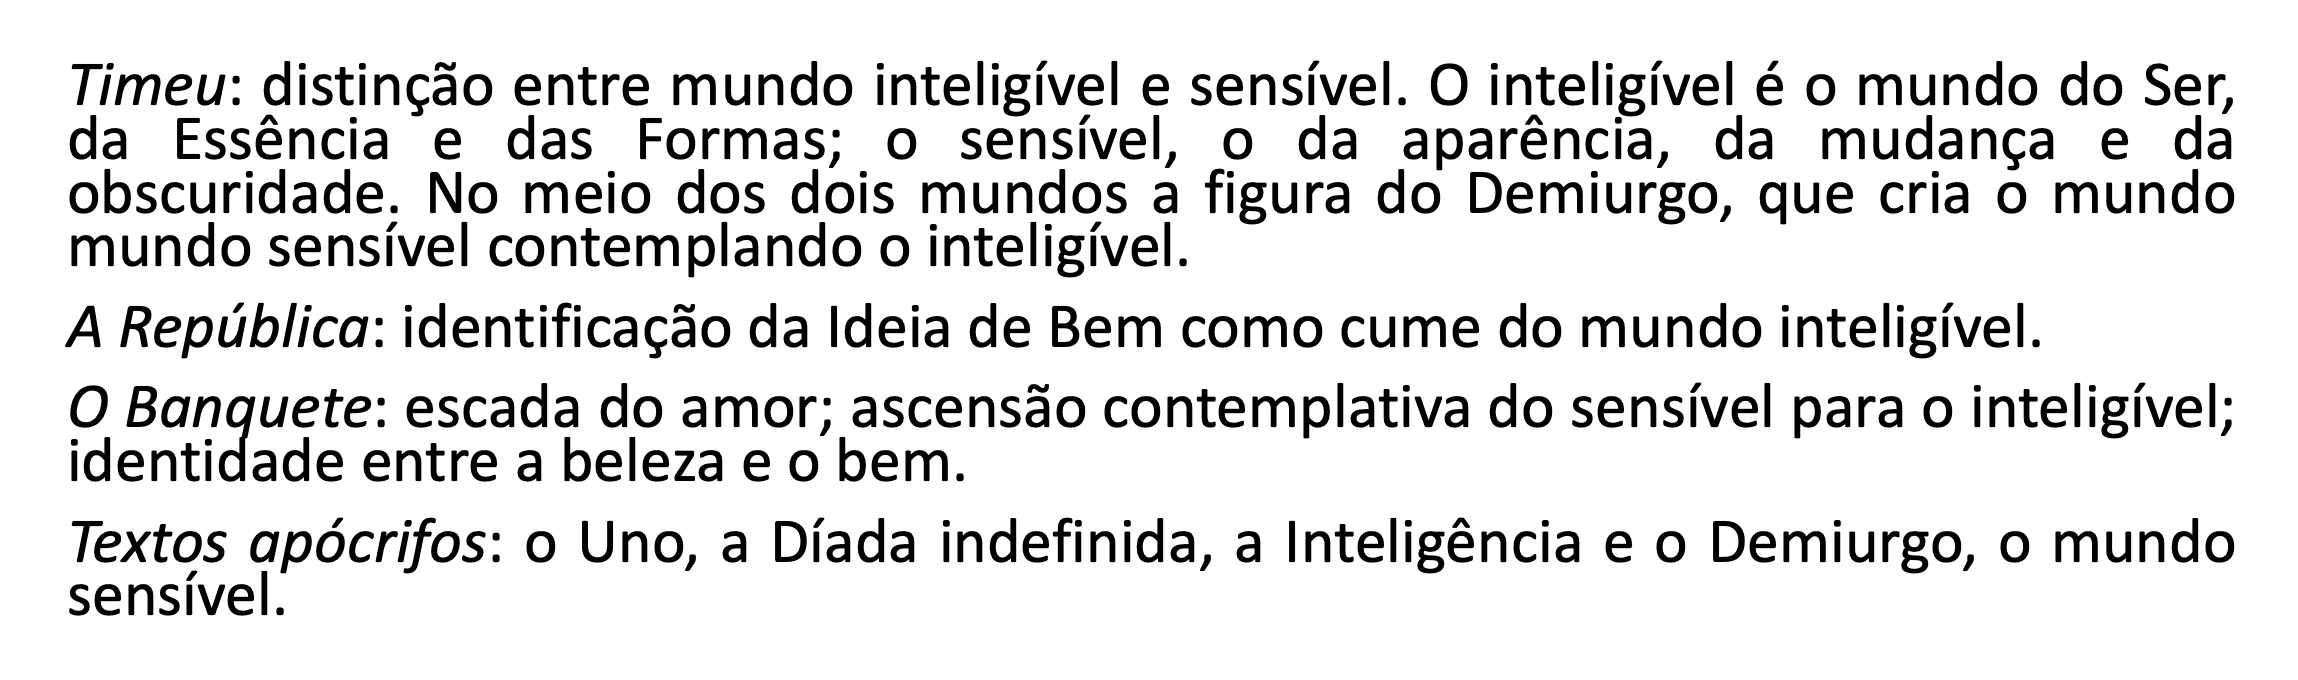 Timeu: distinção entre mundo inteligível e sensível. O inteligível é o mundo do Ser,
da Essência e das Formas; o sensível, o da aparência, da mudança e da
obscuridade. No meio dos dois mundos a figura do Demiurgo, que cria o mundo
mundo sensível contemplando o inteligível.
A República: identificação da Ideia de Bem como cume do mundo inteligível.
O Banquete: escada do amor; ascensão contemplativa do sensível para o inteligível;
identidade entre a beleza e o bem.
Textos apócrifos: o Uno, a Díada indefinida, a Inteligência e o Demiurgo, o mundo
sensível.